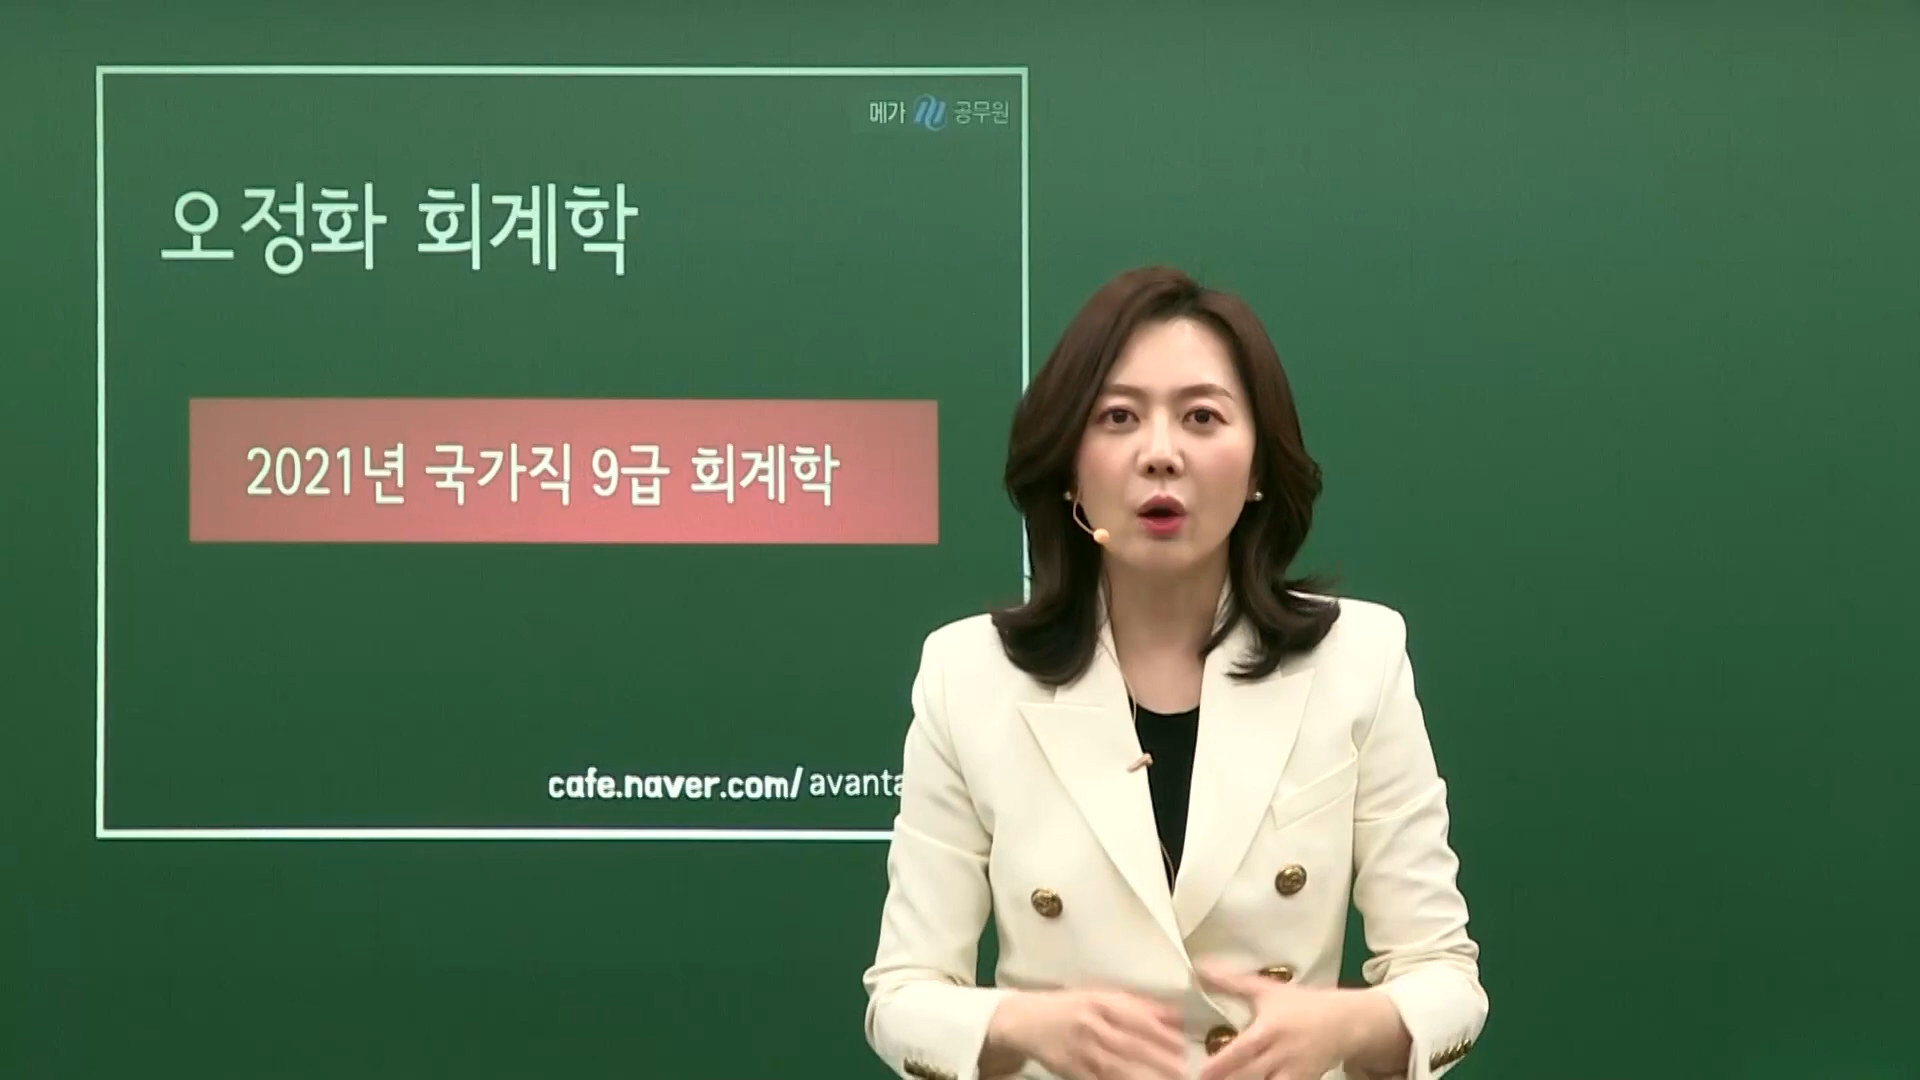 메가 공무원
오정화 회계학
2021년 국가직 9급 회계학
cafe.naver.com/